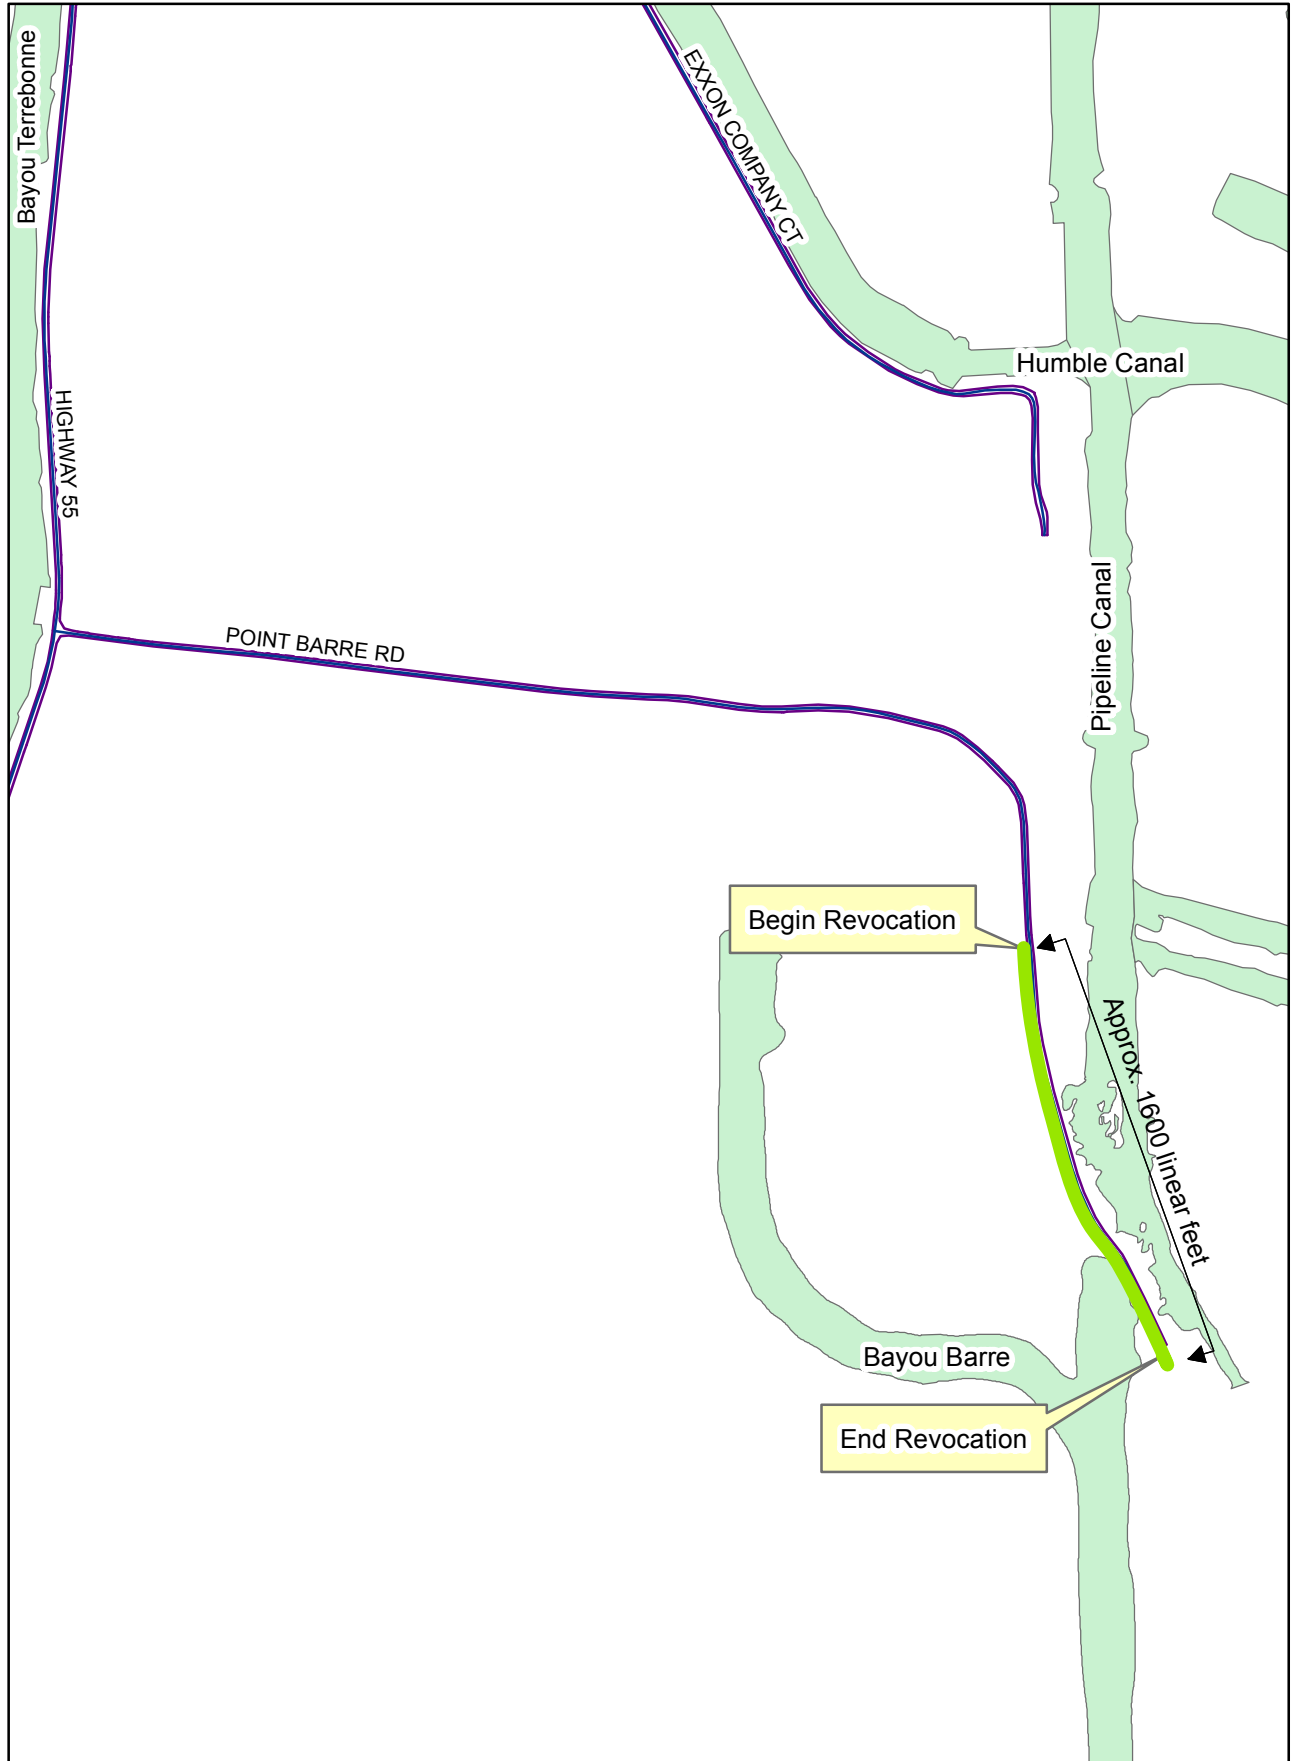 Bayou Terrebonne
EXXON COMPANY CT
Humble Canal
HIGHWAY 55
Pipeline Canal
POINT BARRE RD
Begin Revocation
Approx. 1600 linear feet
Bayou Barre
End Revocation